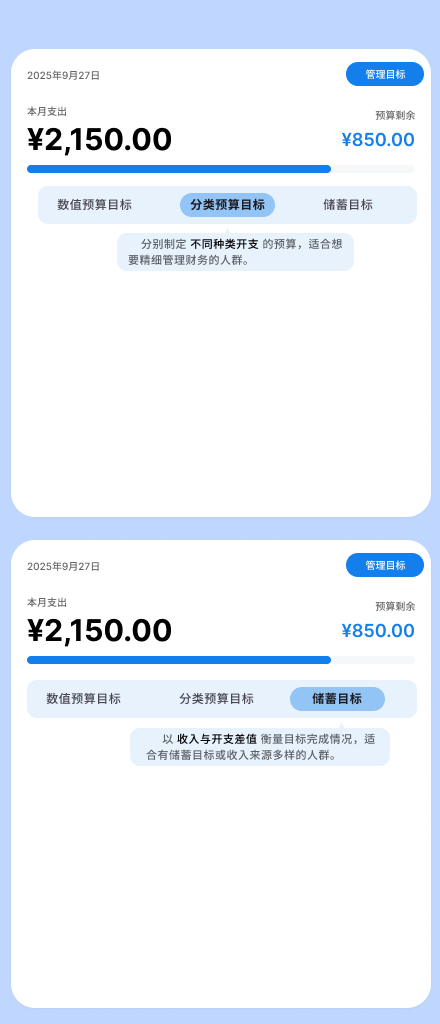 2025年9月27日
管理目标
本月支出
预算剩余
¥2,150.00
¥850.00
数值预算目标 分类预算目标 储蓄目标
分别制定 不同种类开支 的预算，适合想
要精细管理财务的人群。
2025年9月27日
管理目标
本月支出
预算剩余
¥2,150.00
¥850.00
数值预算目标 分类预算目标 储蓄目标
以 收入与开支差值 衡量目标完成情况，适
合有储蓄目标或收入来源多样的人群。